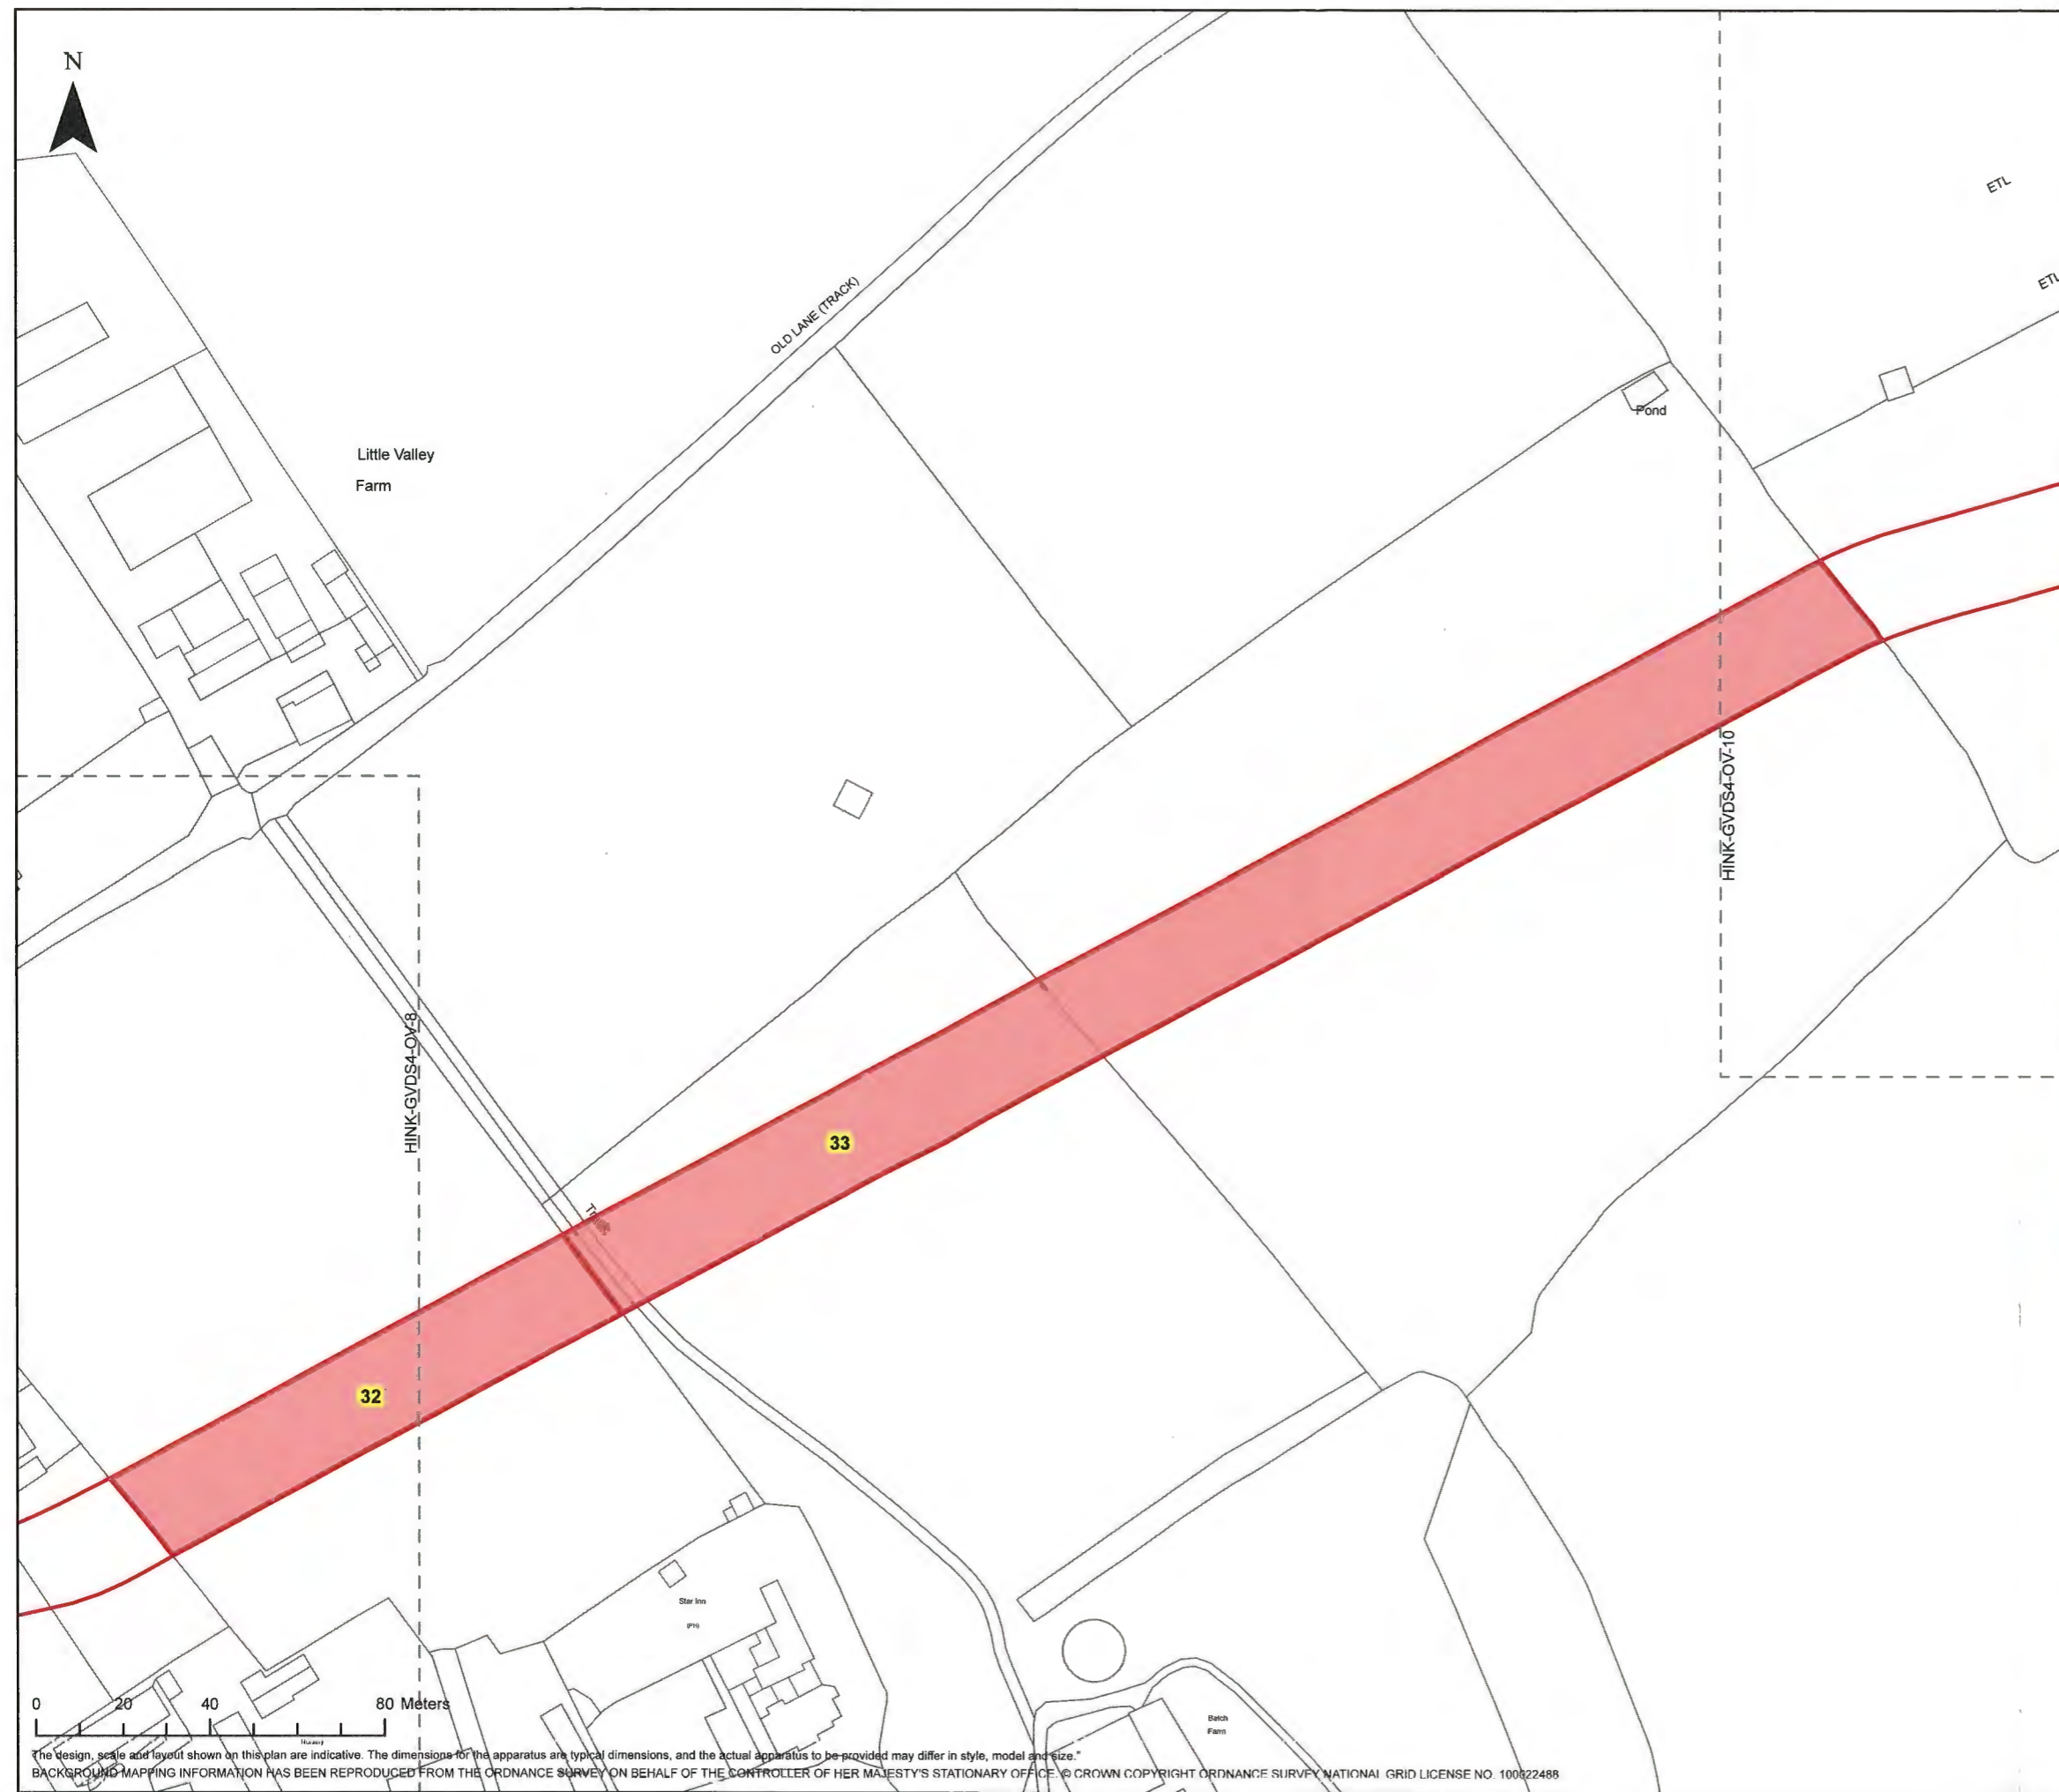 N
ETL
ETL
OLD LANE (TRACK)
Pond
Little Valley
Farm
HINK-GVDS4-OV-10
HINK-GVDS4-OV-8
33
Track
32
Star Inn
(PH)
0 20 40 80 Meters
Nursery
Batch
Farm
The design, scale and layout shown on this plan are indicative. The dimensions for the apparatus are typical dimensions, and the actual apparatus to be provided may differ in style, model and size."
BACKGROUND MAPPING INFORMATION HAS BEEN REPRODUCED FROM THE ORDNANCE SURVEY ON BEHALF OF THE CONTROLLER OF HER MAJESTY'S STATIONARY OFFICE. © CROWN COPYRIGHT ORDNANCE SURVEY NATIONAL GRID LICENSE NO. 100022488